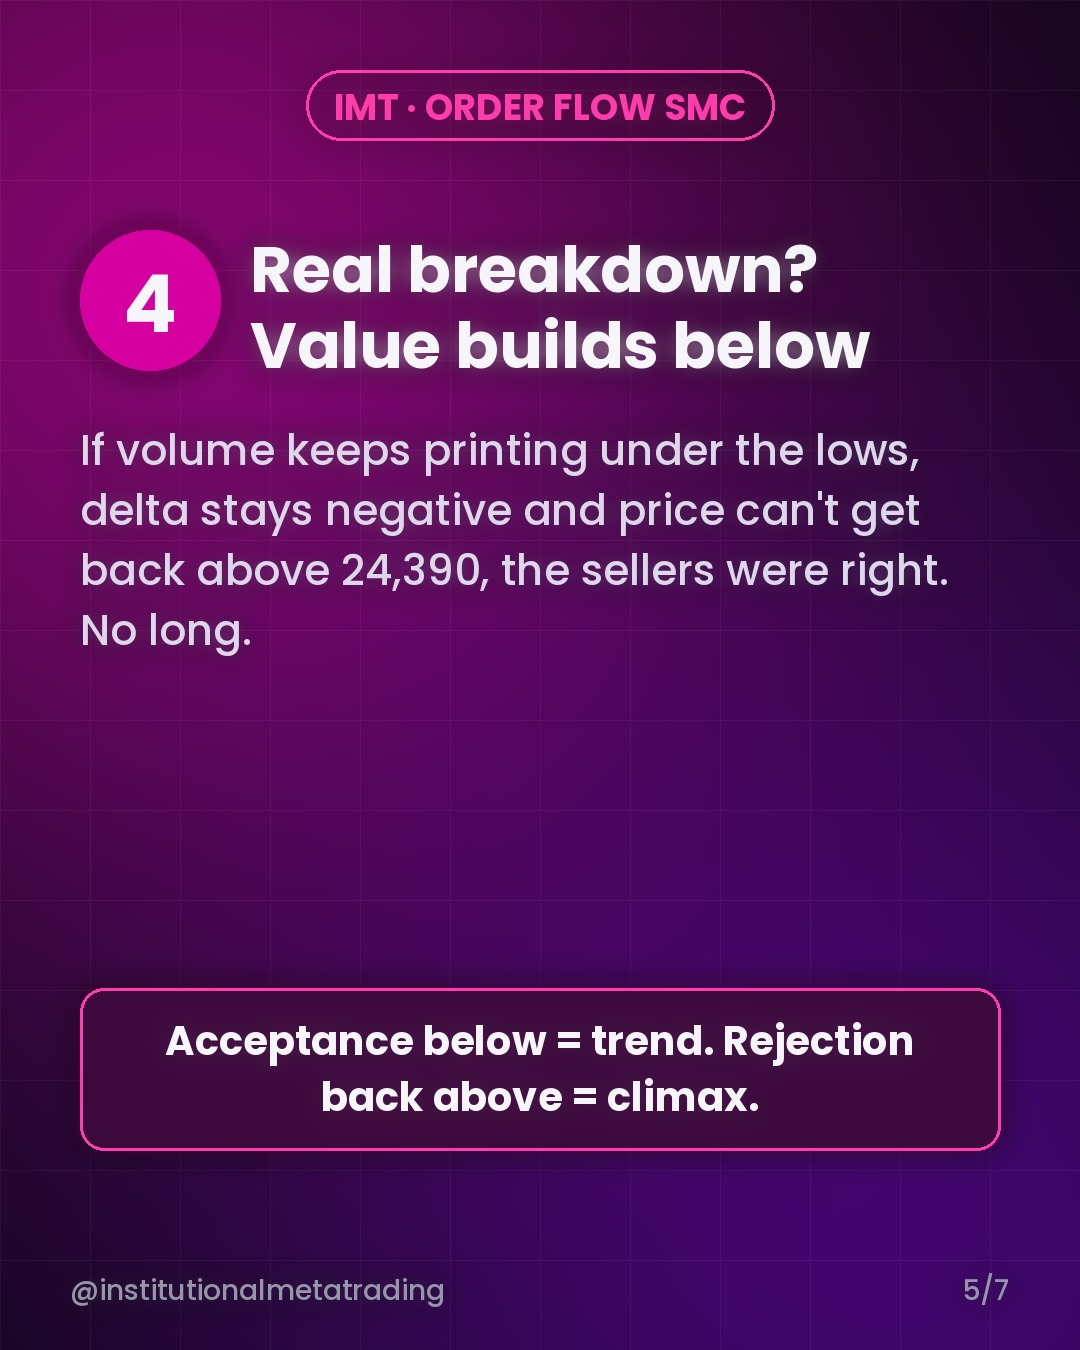 IMT · ORDER FLOW SMC
4
Real breakdown?
Value builds below
If volume keeps printing under the lows,
delta stays negative and price can't get
back above 24,390, the sellers were right.
No long.
Acceptance below = trend. Rejection
back above = climax.
@institutionalmetatrading
5/7